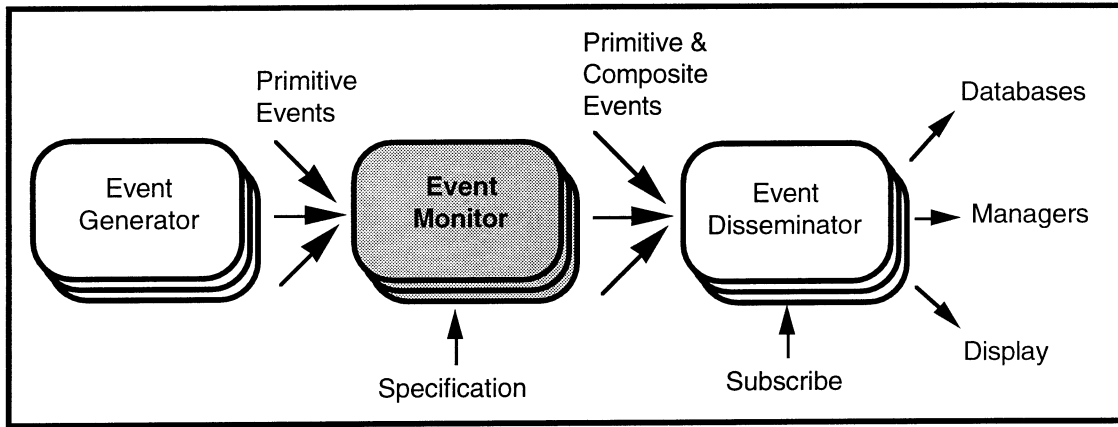 Primitive
Events
Primitive &
Composite
Events
Event
Generator
Event
Monitor
Event
Disseminator
Databases
Managers
Display
Specification
Subscribe